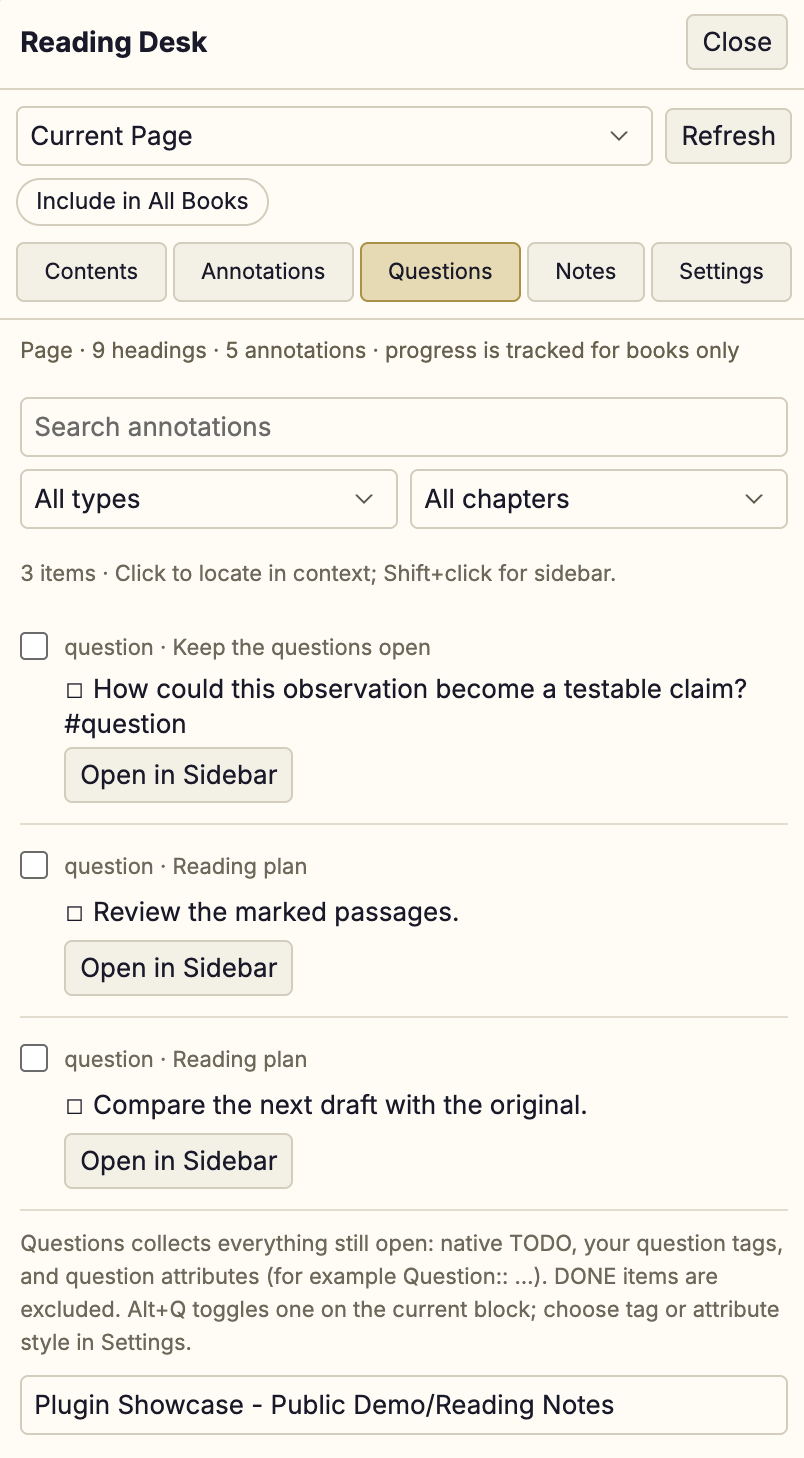 Reading Desk
Close
Current Page
Refresh
Include in All Books
Contents
Annotations
Questions
Notes
Settings
Page · 9 headings · 5 annotations · progress is tracked for books only
Search annotations
All types
All chapters
3 items · Click to locate in context; Shift+click for sidebar.
question · Keep the questions open
☐ How could this observation become a testable claim?
#question
Open in Sidebar
question · Reading plan
☐ Review the marked passages.
Open in Sidebar
question · Reading plan
☐ Compare the next draft with the original.
Open in Sidebar
Questions collects everything still open: native TODO, your question tags,
and question attributes (for example Question:: ...). DONE items are
excluded. Alt+Q toggles one on the current block; choose tag or attribute
style in Settings.
Plugin Showcase - Public Demo/Reading Notes